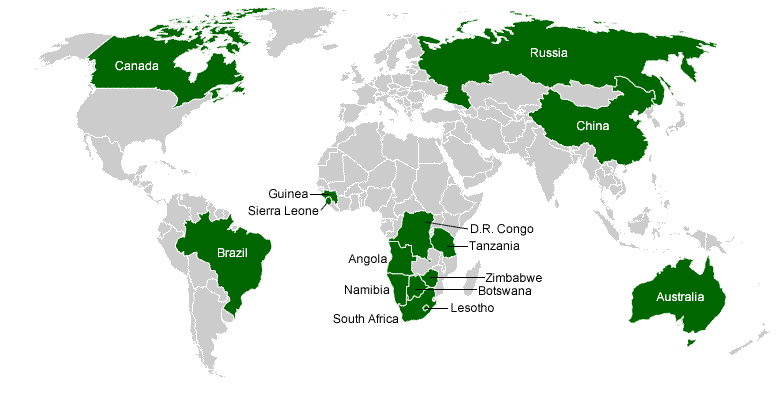 Canada
Russia
China
Guinea
Sierra Leone
D.R. Congo
Tanzania
Brazil
Angola
Zimbabwe
Namibia
Botswana
Australia
Lesotho
South Africa